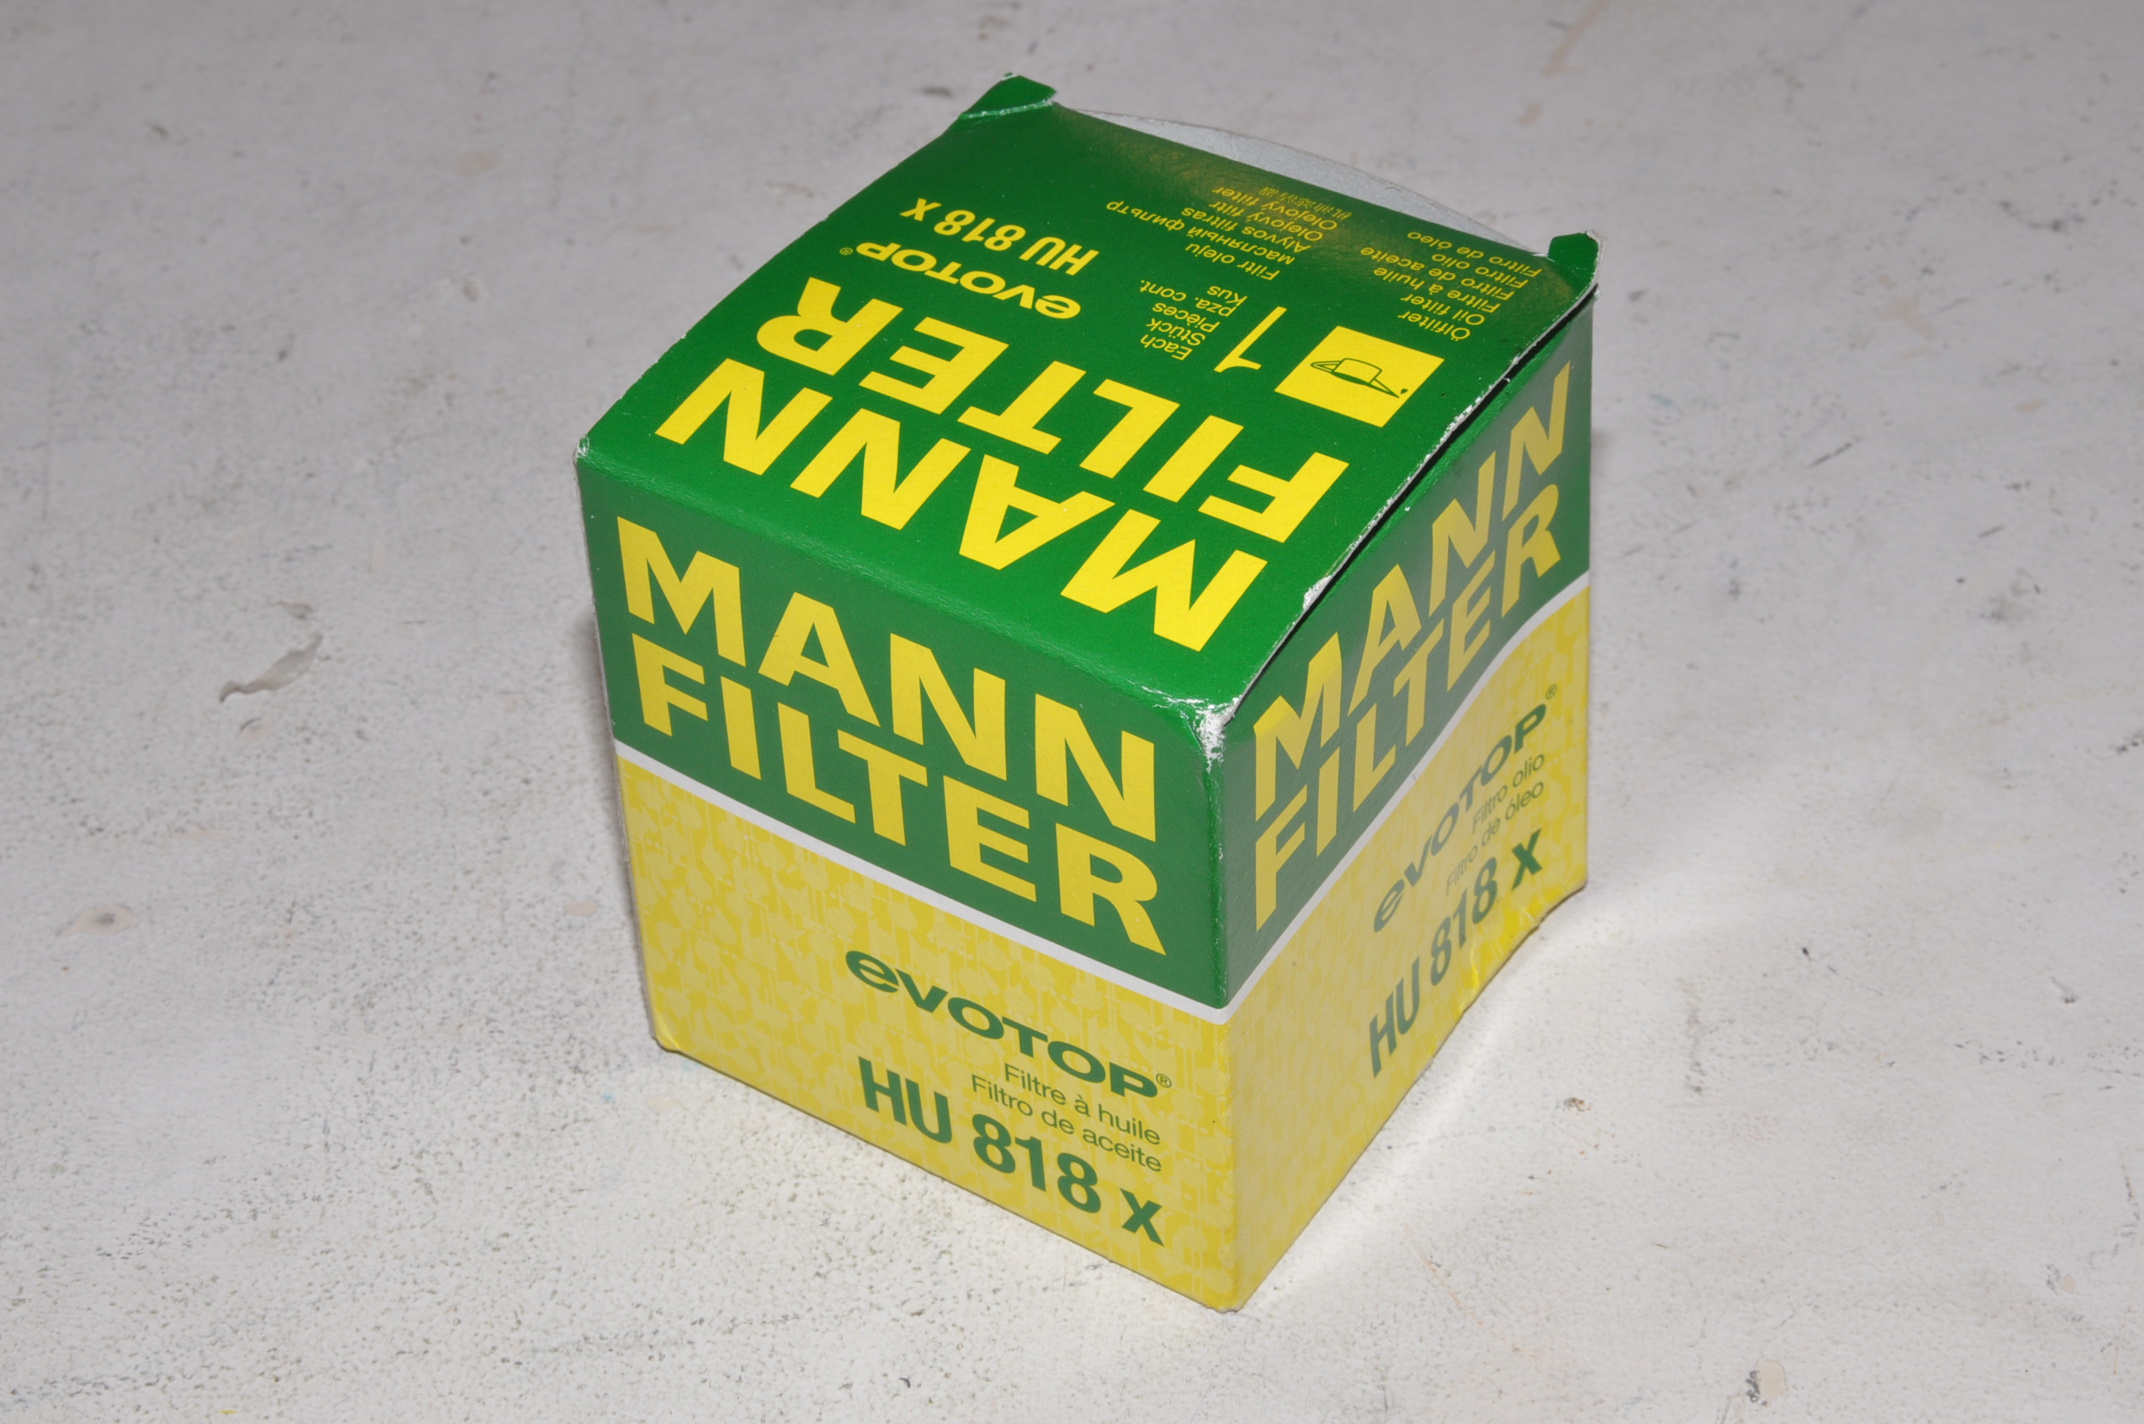 MANN
FILTER
evOTOP®
HU 818 x
Each
Stück
Pièces
pza. cont.
Kus
1
Ölfilter
Oil filter
Filtre à huile
Filtro de aceite
Filtro olio
Filtro de óleo
Filtr oleju
масляный фильтр
Alyvos filtras
Olejový filtr
Olejový filter
MANN
FILTER
evOTOP®
Filtre à huile
Filtro de aceite
HU 818 x
MANN
FILTER
evOTOP®
Filtro olio
Filtro de óleo
HU 818 x